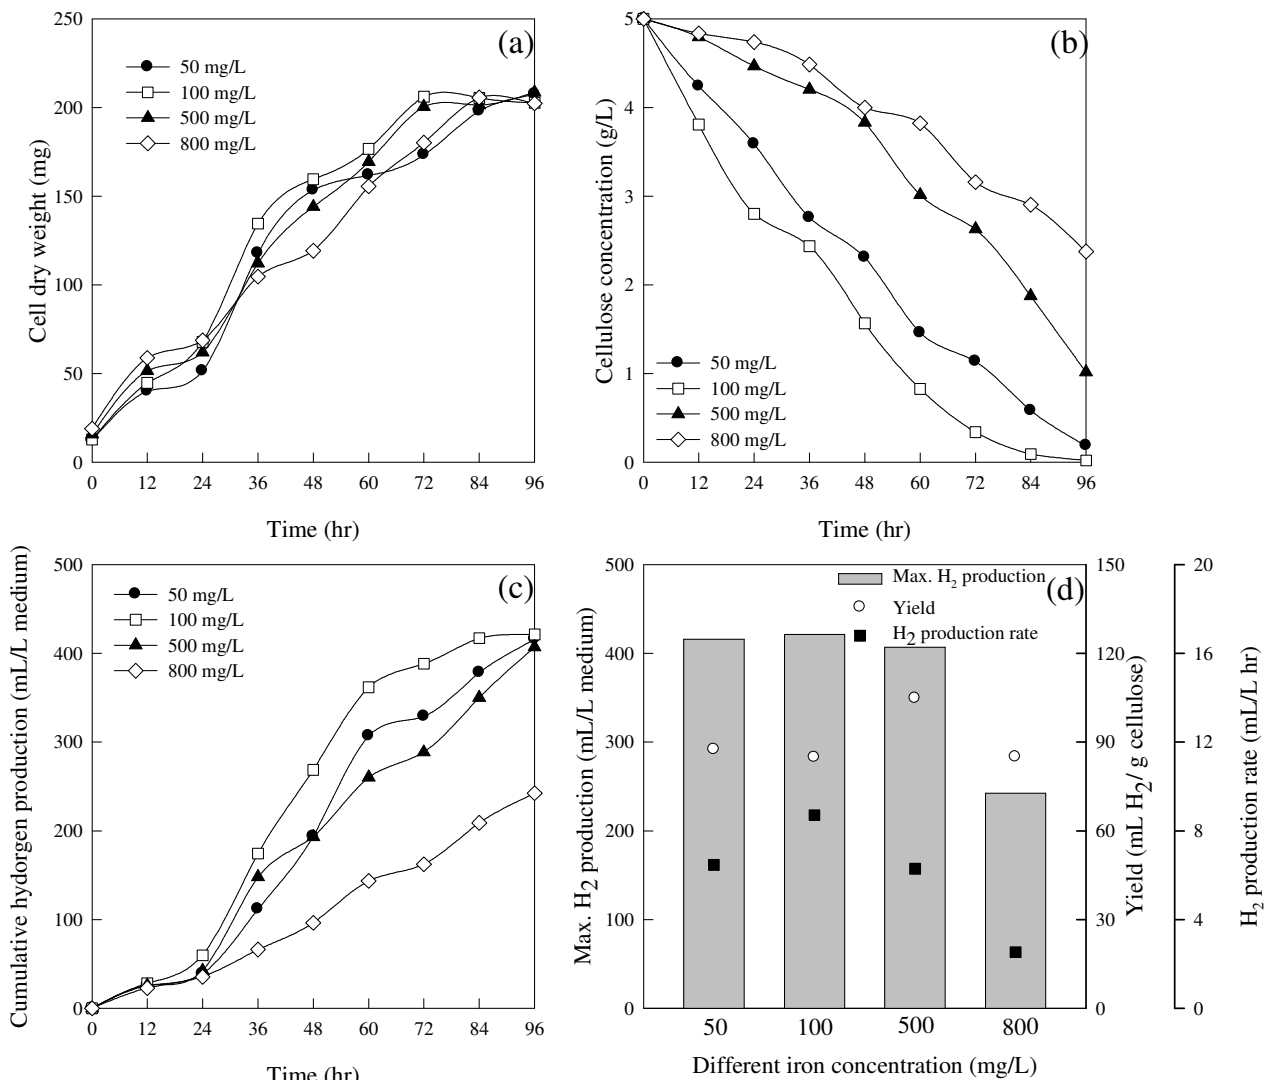 250
200
150
100
50
0
Cell dry weight (mg)
(a)
50 mg/L
100 mg/L
500 mg/L
800 mg/L
0 12 24 36 48 60 72 84 96
Time (hr)
5
4
3
2
1
0
Cellulose concentration (g/L)
(b)
50 mg/L
100 mg/L
500 mg/L
800 mg/L
0 12 24 36 48 60 72 84 96
Time (hr)
500
400
300
200
100
0
Cumulative hydorgen production (mL/L medium)
(c)
50 mg/L
100 mg/L
500 mg/L
800 mg/L
0 12 24 36 48 60 72 84 96
Time (hr)
500
400
300
200
100
0
Max. H2 production (mL/L medium)
(d)
Max. H2 production
Yield
H2 production rate
150
120
90
60
30
0
Yield (mL H2/ g cellulose)
20
16
12
8
4
0
H2 production rate (mL/L hr)
50 100 500 800
Different iron concentration (mg/L)